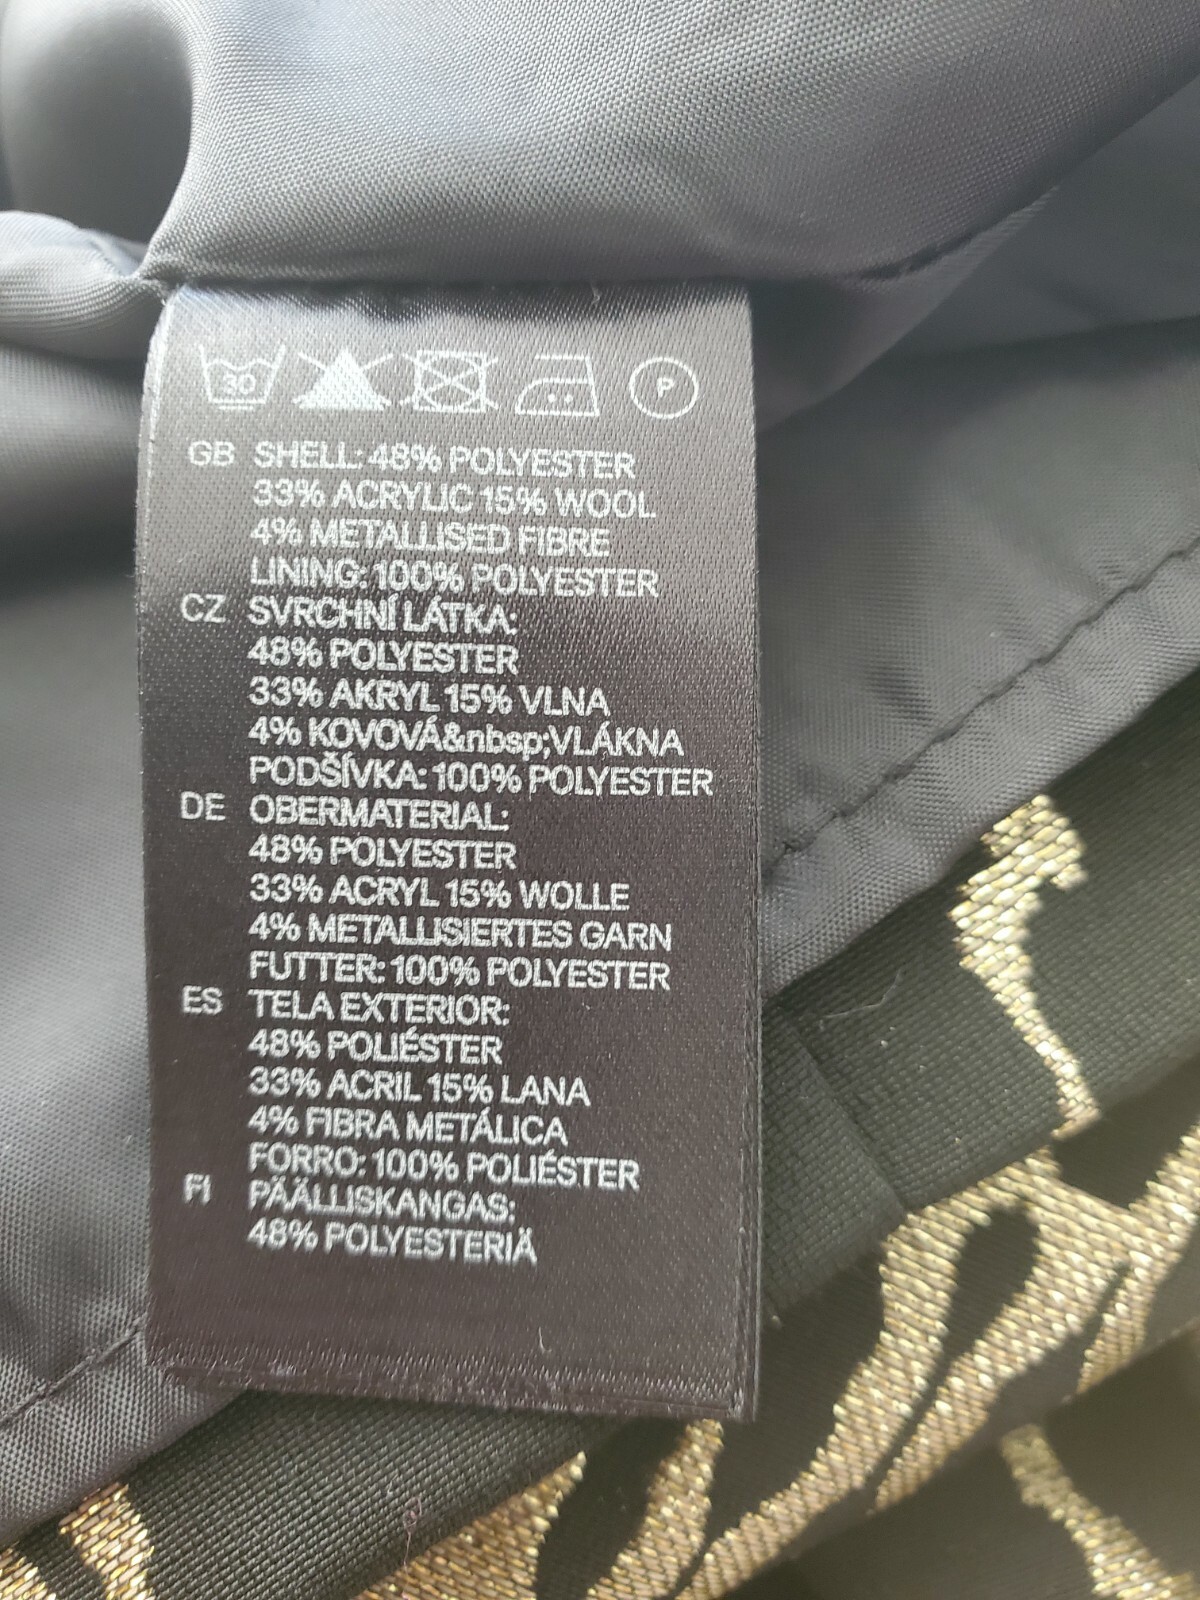 30 P
GB SHELL: 48% POLYESTER
33% ACRYLIC 15% WOOL
4% METALLISED FIBRE
LINING: 100% POLYESTER
CZ SVRCHNÍ LÁTKA:
48% POLYESTER
33% AKRYL 15% VLNA
4% KOVOVÁ&nbsp;VLÁKNA
PODŠÍVKA: 100% POLYESTER
DE OBERMATERIAL:
48% POLYESTER
33% ACRYL 15% WOLLE
4% METALLISIERTES GARN
FUTTER: 100% POLYESTER
ES TELA EXTERIOR:
48% POLIÉSTER
33% ACRIL 15% LANA
4% FIBRA METÁLICA
FORRO: 100% POLIÉSTER
FI PÄÄLLISKANGAS:
48% POLYESTERIÄ